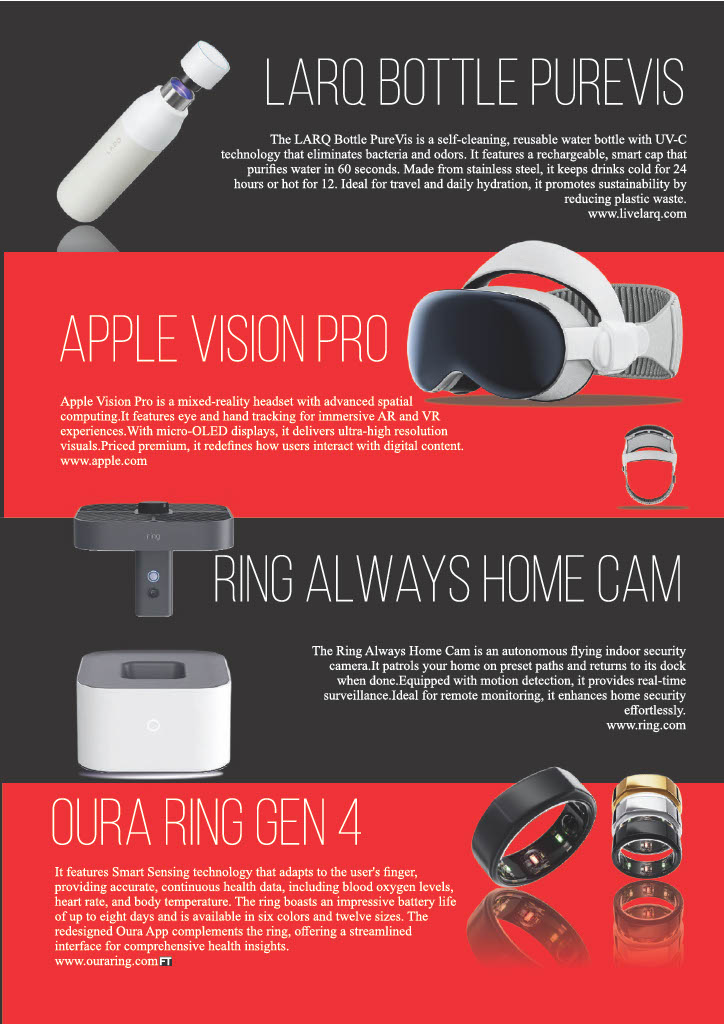 LARQ
LARQ BOTTLE PUREVIS
The LARQ Bottle PureVis is a self-cleaning, reusable water bottle with UV-C
technology that eliminates bacteria and odors. It features a rechargeable, smart cap that
purifies water in 60 seconds. Made from stainless steel, it keeps drinks cold for 24
hours or hot for 12. Ideal for travel and daily hydration, it promotes sustainability by
reducing plastic waste.
www.livelarq.com
APPLE VISION PRO
Apple Vision Pro is a mixed-reality headset with advanced spatial
computing.It features eye and hand tracking for immersive AR and VR
experiences.With micro-OLED displays, it delivers ultra-high resolution
visuals.Priced premium, it redefines how users interact with digital content.
www.apple.com
ring
RING ALWAYS HOME CAM
The Ring Always Home Cam is an autonomous flying indoor security
camera.It patrols your home on preset paths and returns to its dock
when done.Equipped with motion detection, it provides real-time
surveillance.Ideal for remote monitoring, it enhances home security
effortlessly.
www.ring.com
OURA RING GEN 4
It features Smart Sensing technology that adapts to the user's finger,
providing accurate, continuous health data, including blood oxygen levels,
heart rate, and body temperature. The ring boasts an impressive battery life
of up to eight days and is available in six colors and twelve sizes. The
redesigned Oura App complements the ring, offering a streamlined
interface for comprehensive health insights.
www.ouraring.com FT